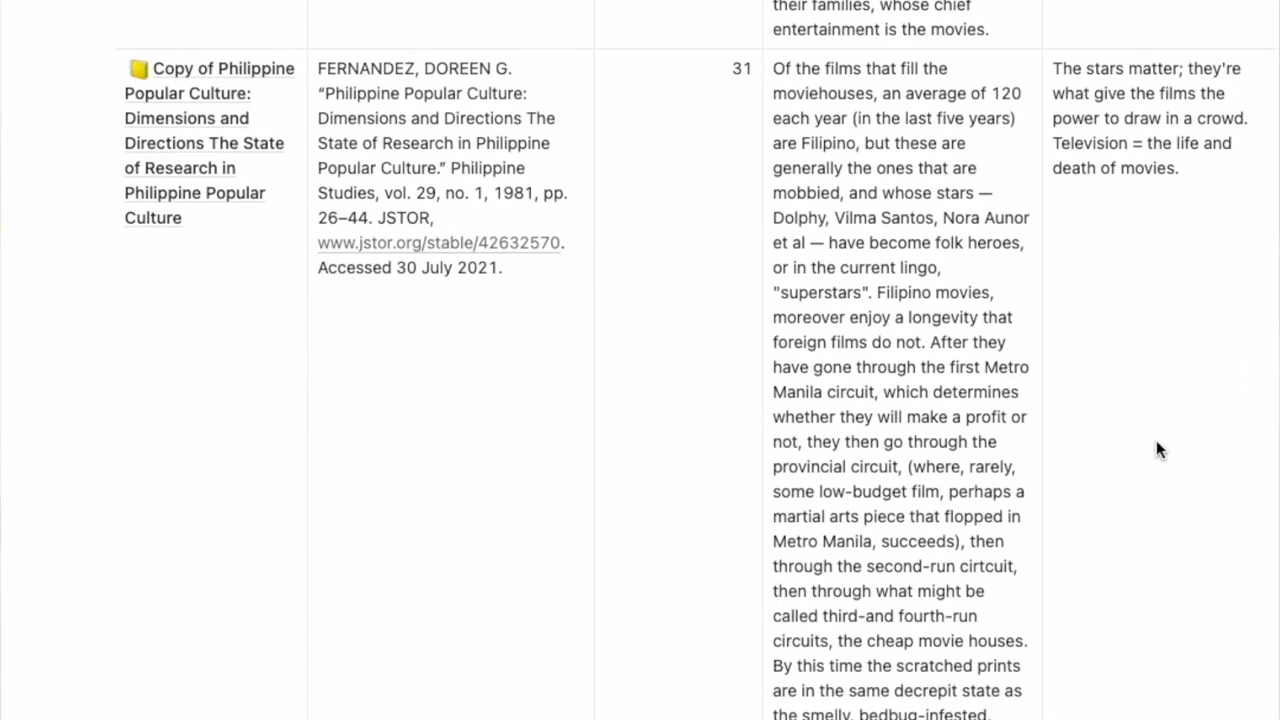 their families, whose chief
entertainment is the movies.
Copy of Philippine
Popular Culture:
Dimensions and
Directions The State
of Research in
Philippine Popular
Culture
FERNANDEZ, DOREEN G.
“Philippine Popular Culture:
Dimensions and Directions The
State of Research in Philippine
Popular Culture.” Philippine
Studies, vol. 29, no. 1, 1981, pp.
26–44. JSTOR,
www.jstor.org/stable/42632570.
Accessed 30 July 2021.
31
Of the films that fill the
moviehouses, an average of 120
each year (in the last five years)
are Filipino, but these are
generally the ones that are
mobbied, and whose stars —
Dolphy, Vilma Santos, Nora Aunor
et al — have become folk heroes,
or in the current lingo,
"superstars". Filipino movies,
moreover enjoy a longevity that
foreign films do not. After they
have gone through the first Metro
Manila circuit, which determines
whether they will make a profit or
not, they then go through the
provincial circuit, (where, rarely,
some low-budget film, perhaps a
martial arts piece that flopped in
Metro Manila, succeeds), then
through the second-run cirtcuit,
then through what might be
called third-and fourth-run
circuits, the cheap movie houses.
By this time the scratched prints
are in the same decrepit state as
the smelly, bedbug-infested,
The stars matter; they're
what give the films the
power to draw in a crowd.
Television = the life and
death of movies.